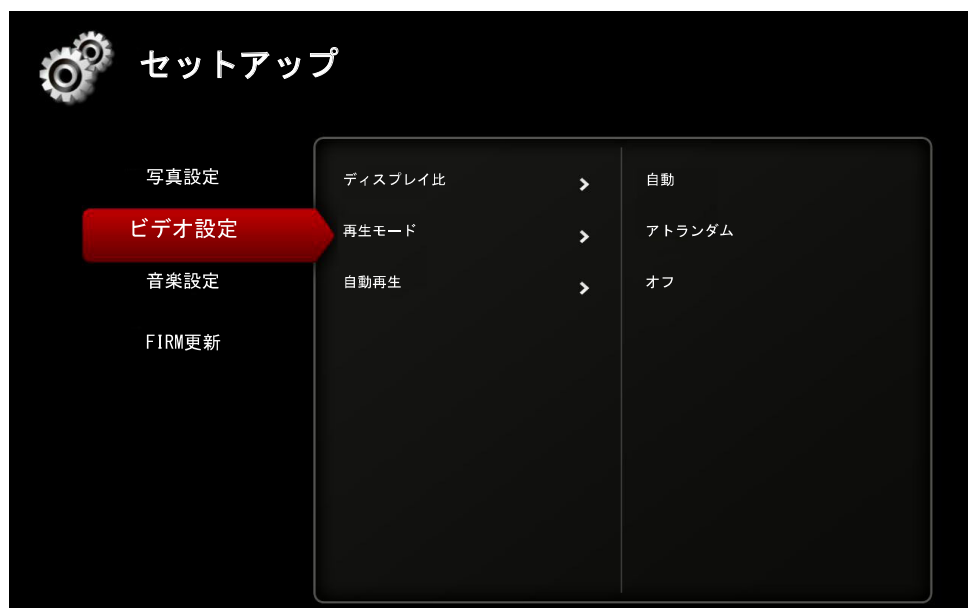 セットアップ
写真設定
ビデオ設定
音楽設定
FIRM更新
ディスプレイ比
自動
再生モード
アトランダム
自動再生
オフ